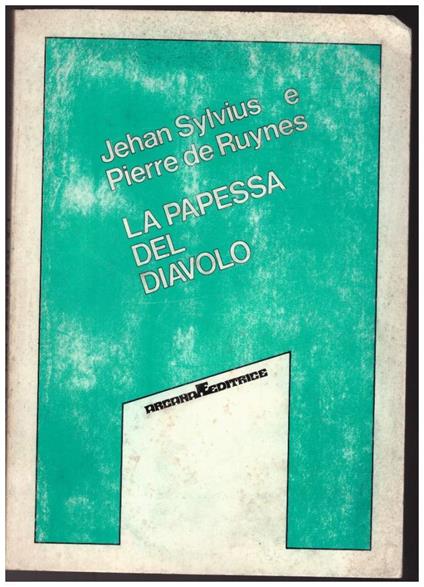 Jehan Sylvius e
Pierre de Ruynes
LA PAPESSA
DEL
DIAVOLO
ARCANA EDITRICE